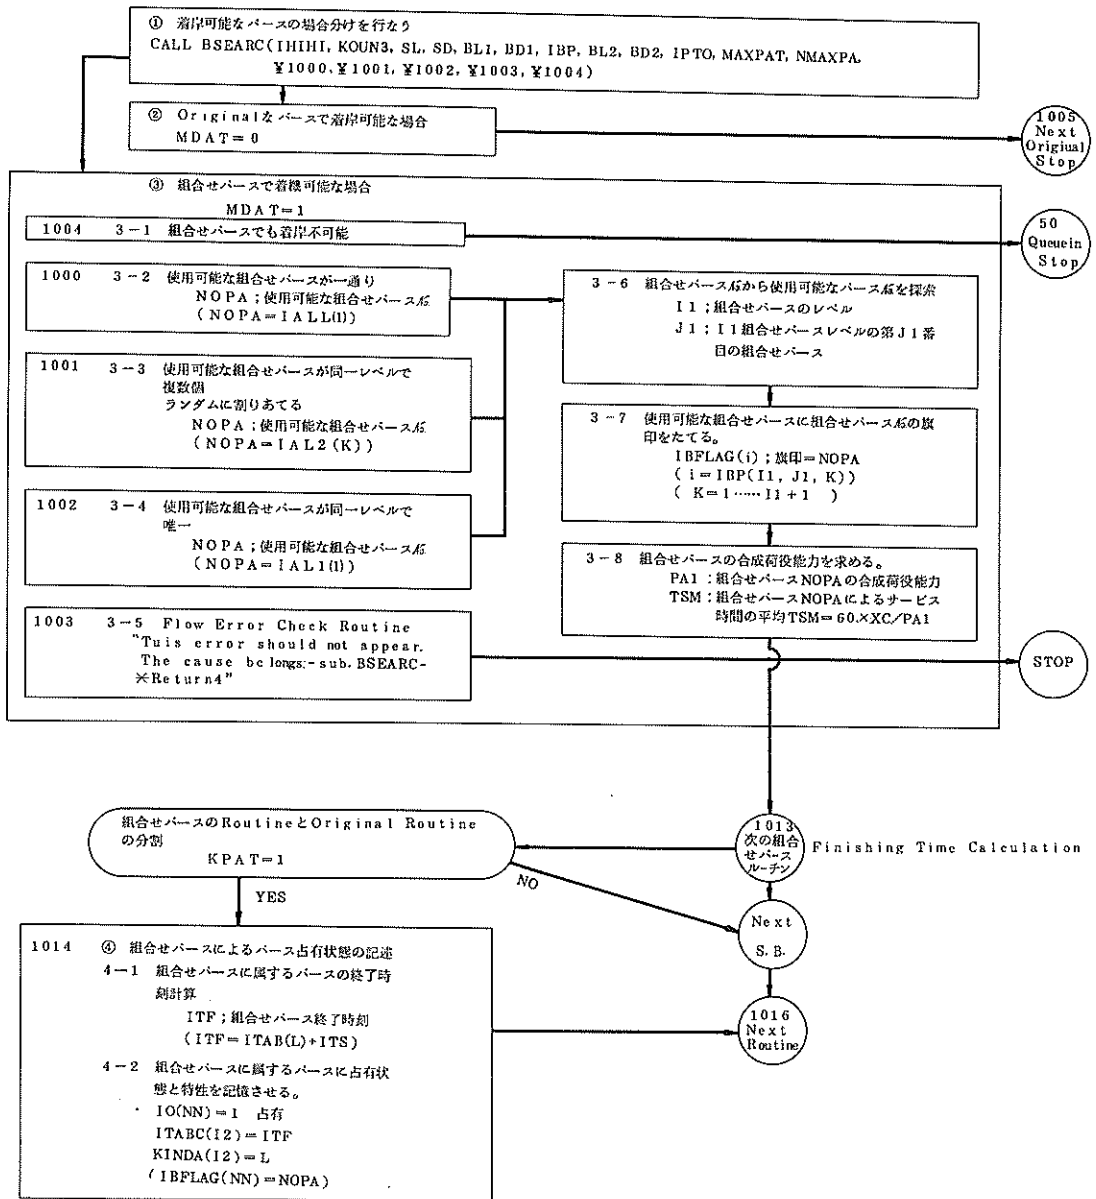 ① 着岸可能なバースの場合分けを行なう
CALL BSEARC(IHIHI, KOUN3, SL, SD, BL1, BD1, IBP, BL2, BD2, IPTO, MAXPAT, NMAXPA,
¥1000, ¥1001, ¥1002, ¥1003, ¥1004)
② Originalなバースで着岸可能な場合
MDAT=0
1005
Next
Origiual
Stop
③ 組合せバースで着機可能な場合
MDAT=1
1004 3-1 組合せバースでも着岸不可能
50
Queuein
Stop
1000 3-2 使用可能な組合せバースが一通り
NOPA;使用可能な組合せバース№
(NOPA=IALL(1))
1001 3-3 使用可能な組合せバースが同一レベルで
複数個
ランダムに割りあてる
NOPA;使用可能な組合せバース№
(NOPA=IAL2(K))
1002 3-4 使用可能な組合せバースが同一レベルで
唯一
NOPA;使用可能な組合せバース№
(NOPA=IAL1(1))
1003 3-5 Flow Error Check Routine
"Tuis error should not appear.
The cause belongs:-sub. BSEARC-
*Return4"
3-6 組合せバース№から使用可能なバース№を探索
I1;組合せバースのレベル
J1;I1組合せバースレベルの第J1番
目の組合せバース
3-7 使用可能な組合せバースに組合せバース№の旗
印をたてる。
IBFLAG(i);旗印=NOPA
(i=IBP(I1, J1, K))
(K=1……I1+1)
3-8 組合せバースの合成荷役能力を求める。
PA1:組合せバースNOPAの合成荷役能力
TSM:組合せバースNOPAによるサービス
時間の平均TSM=60.×XC/PA1
STOP
組合せバースのRoutineとOriginal Routine
の分割
KPAT=1
NO
YES
1013
次の組合
せバース
ルーチン
Finishing Time Calculation
Next
S.B.
1016
Next
Routine
1014 ④ 組合せバースによるバース占有状態の記述
4-1 組合せバースに属するバースの終了時
刻計算
ITF;組合せバース終了時刻
(ITF=ITAB(L)+ITS)
4-2 組合せバースに属するバースに占有状
態と特性を記憶させる。
IO(NN)=1 占有
ITABC(I2)=ITF
KINDA(I2)=L
(IBFLAG(NN)=NOPA)